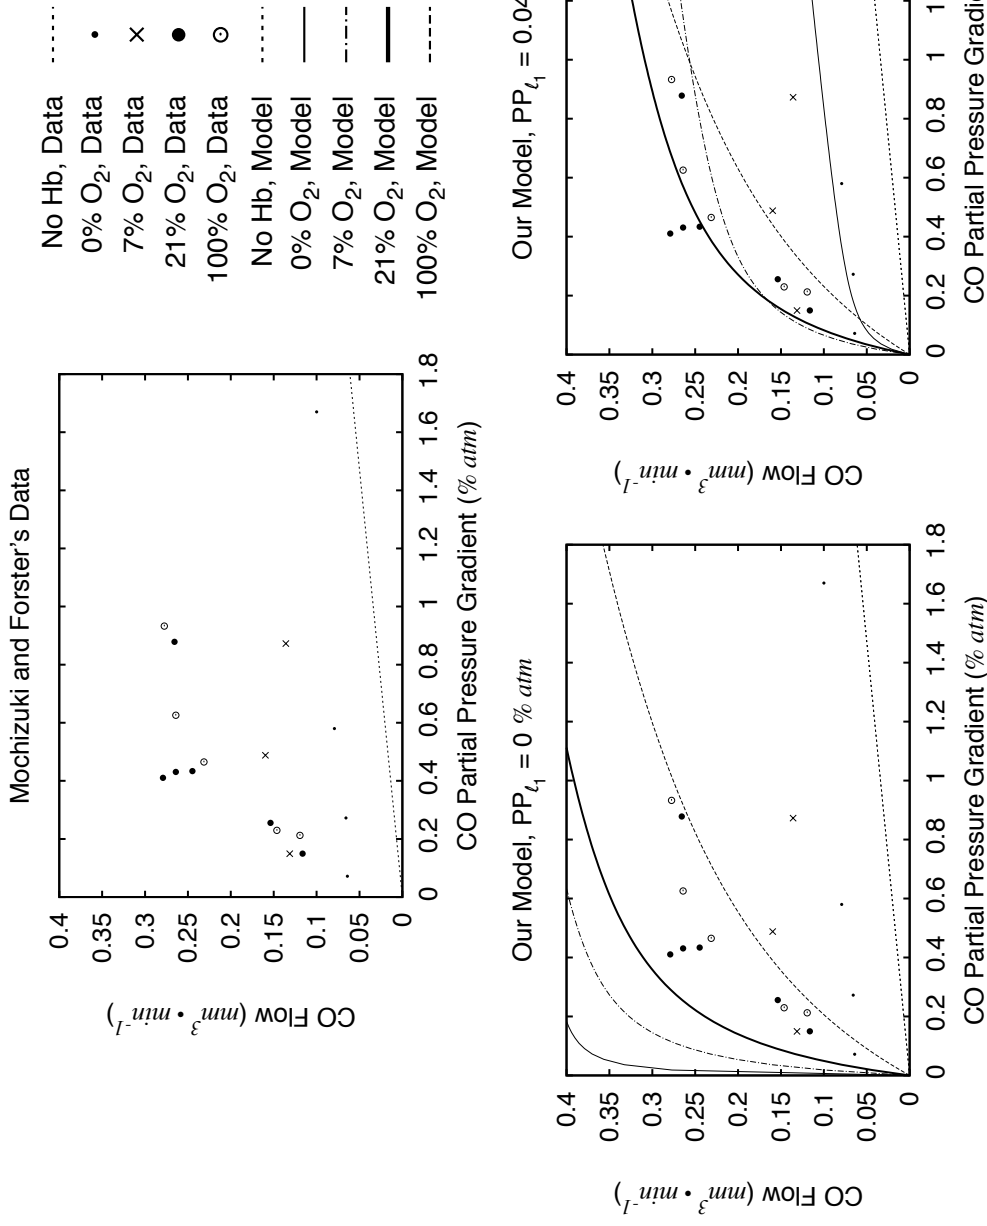 Mochizuki and Forster's Data
0.4
0.35
0.3
0.25
0.2
0.15
0.1
0.05
0
CO Flow (mm³ • min⁻¹)
0 0.2 0.4 0.6 0.8 1 1.2 1.4 1.6 1.8
CO Partial Pressure Gradient (% atm)
No Hb, Data
0% O₂, Data
7% O₂, Data
21% O₂, Data
100% O₂, Data
No Hb, Model
0% O₂, Model
7% O₂, Model
21% O₂, Model
100% O₂, Model
Our Model, PPℓ₁ = 0 % atm
0.4
0.35
0.3
0.25
0.2
0.15
0.1
0.05
0
CO Flow (mm³ • min⁻¹)
0 0.2 0.4 0.6 0.8 1 1.2 1.4 1.6 1.8
CO Partial Pressure Gradient (% atm)
Our Model, PPℓ₁ = 0.04
0.4
0.35
0.3
0.25
0.2
0.15
0.1
0.05
0
CO Flow (mm³ • min⁻¹)
0 0.2 0.4 0.6 0.8 1
CO Partial Pressure